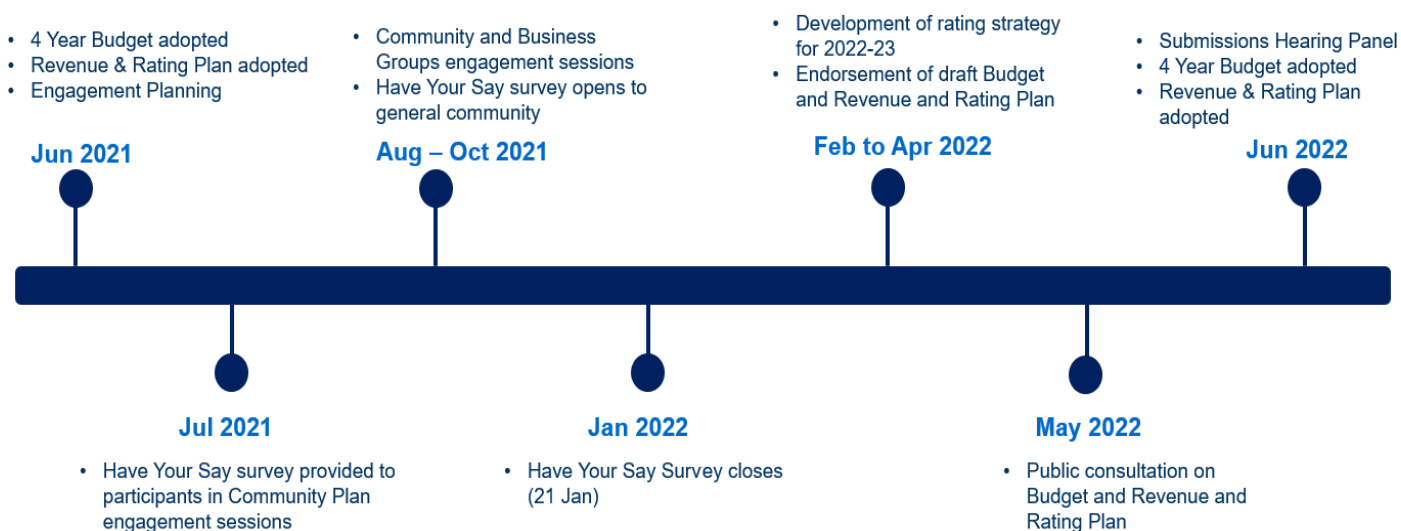 • 4 Year Budget adopted
• Revenue & Rating Plan adopted
• Engagement Planning
Jun 2021
• Community and Business
Groups engagement sessions
• Have Your Say survey opens to
general community
Aug – Oct 2021
• Development of rating strategy
for 2022-23
• Endorsement of draft Budget
and Revenue and Rating Plan
Feb to Apr 2022
• Submissions Hearing Panel
• 4 Year Budget adopted
• Revenue & Rating Plan
adopted
Jun 2022
Jul 2021
• Have Your Say survey provided to
participants in Community Plan
engagement sessions
Jan 2022
• Have Your Say Survey closes
(21 Jan)
May 2022
• Public consultation on
Budget and Revenue and
Rating Plan